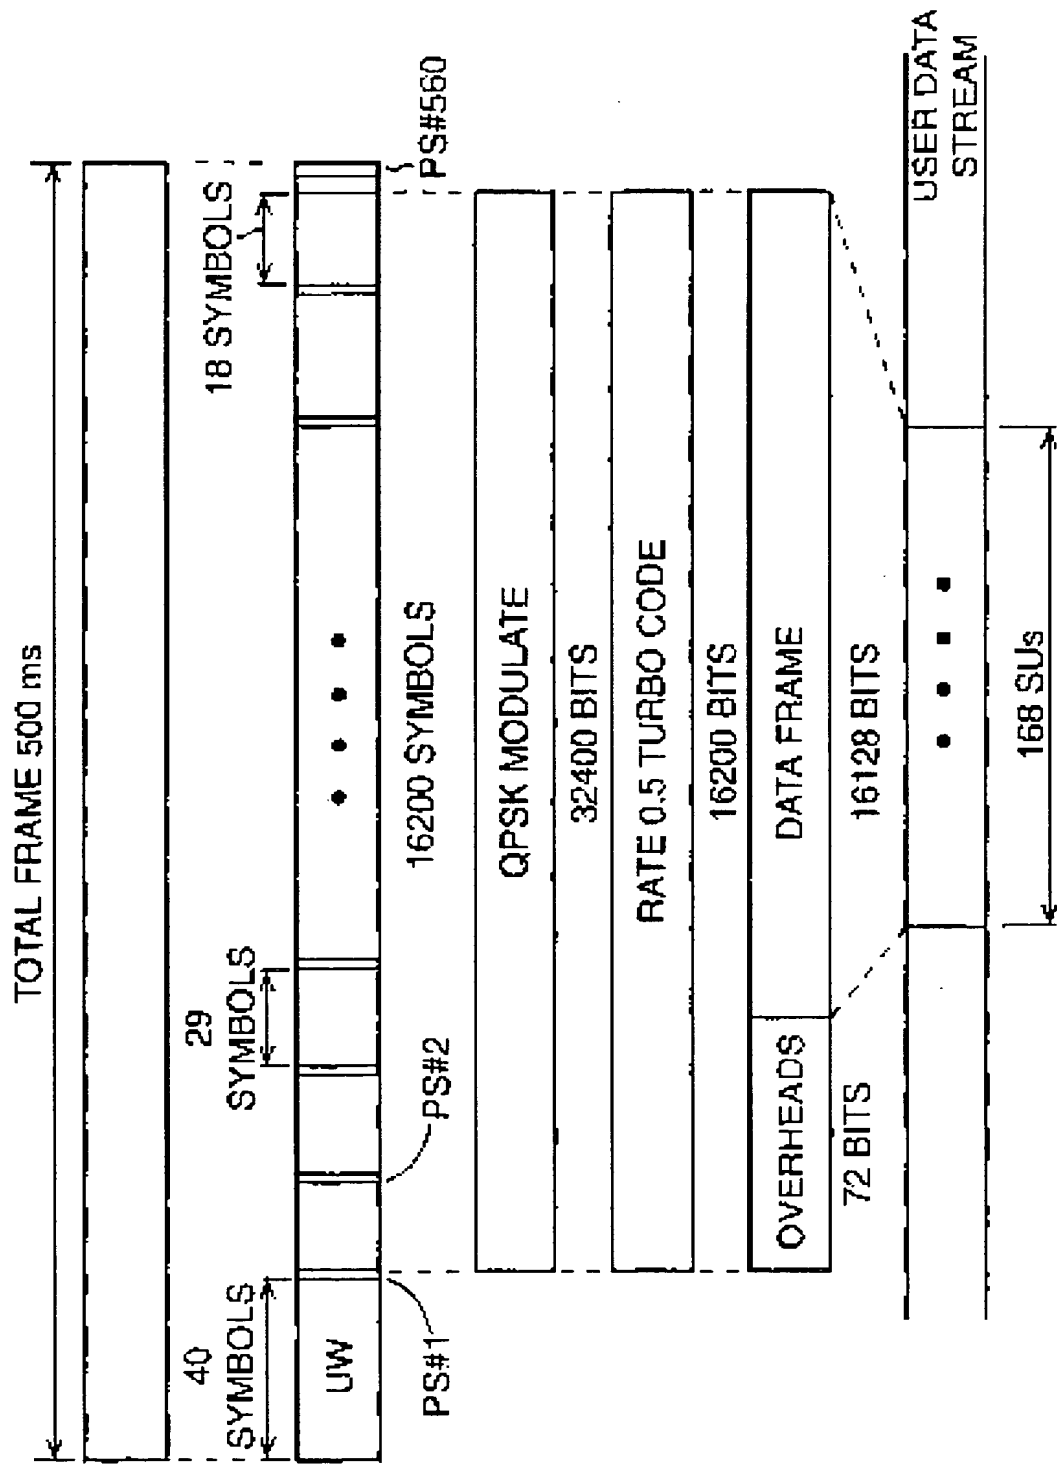 TOTAL FRAME 500 ms
40
SYMBOLS
29
SYMBOLS
18 SYMBOLS
UW
PS#1
PS#2
16200 SYMBOLS
PS#560
QPSK MODULATE
32400 BITS
RATE 0.5 TURBO CODE
16200 BITS
OVERHEADS
DATA FRAME
72 BITS
16128 BITS
USER DATA
STREAM
168 SUs